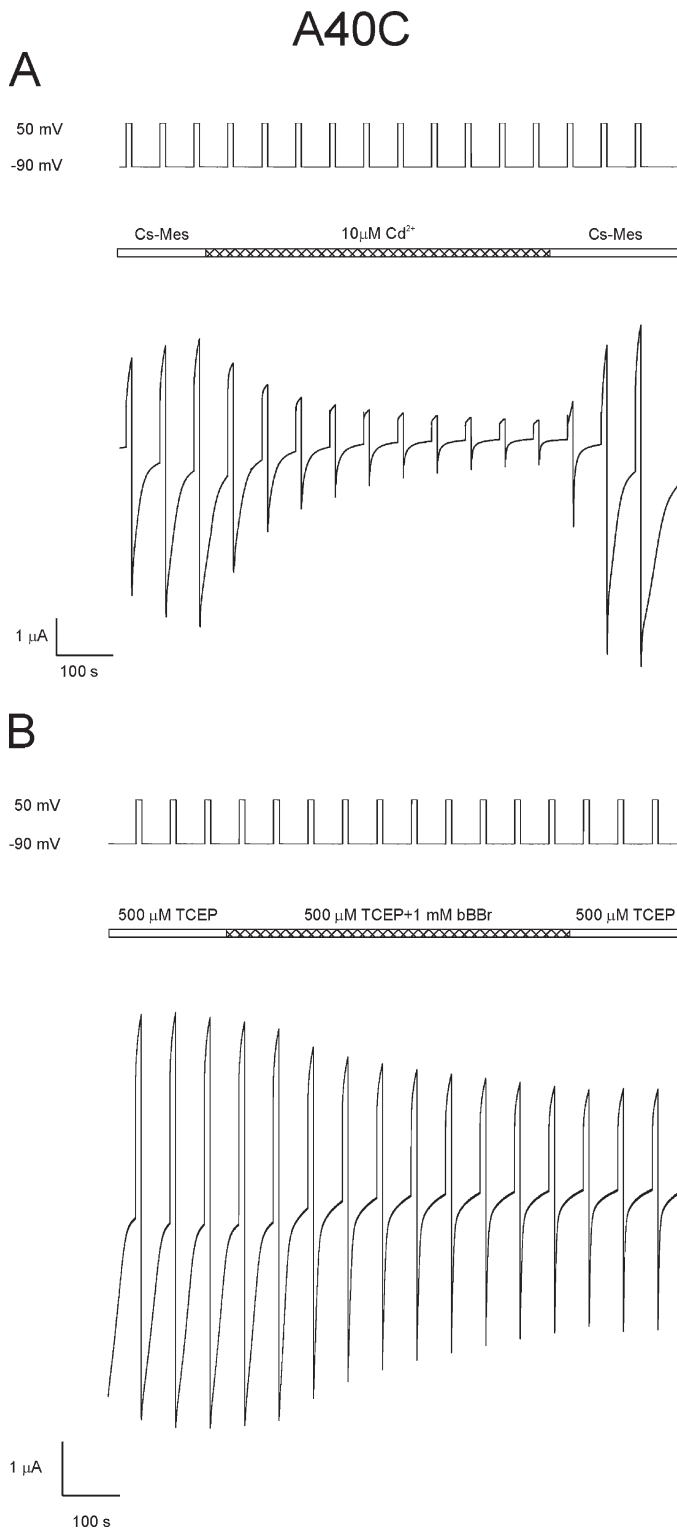 A40C
A
50 mV
-90 mV
Cs-Mes 10μM Cd²⁺ Cs-Mes
1 μA
100 s
B
50 mV
-90 mV
500 μM TCEP 500 μM TCEP+1 mM bBBr 500 μM TCEP
1 μA
100 s